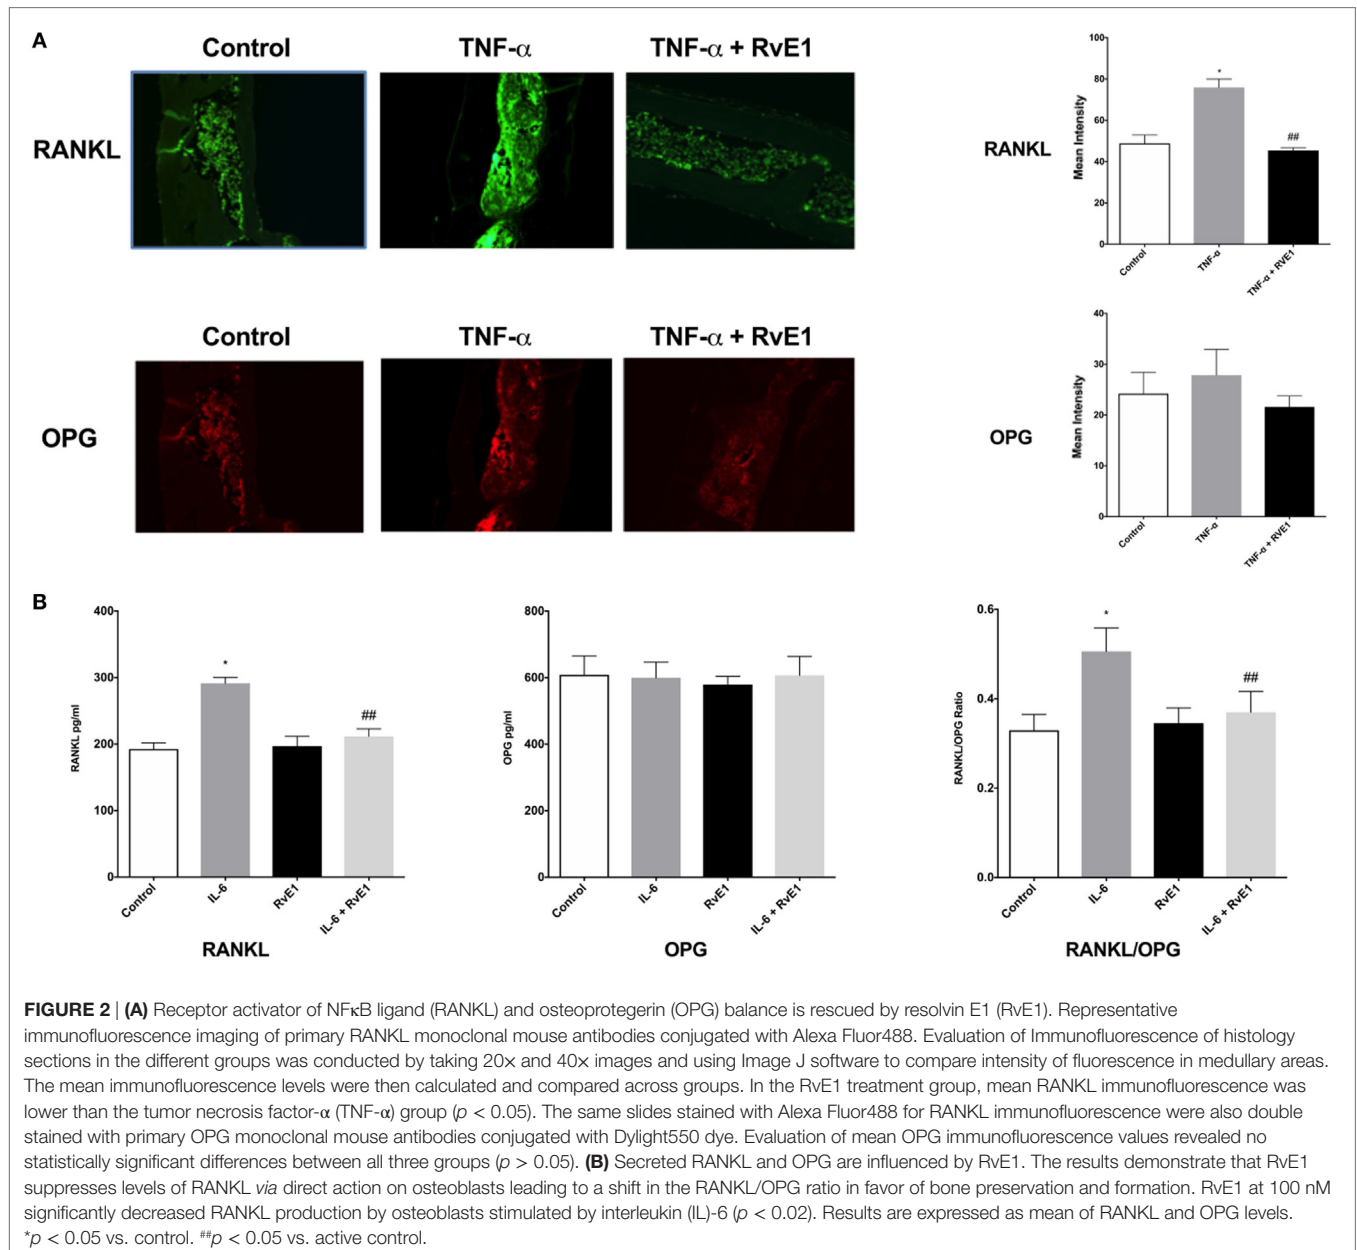 A
Control TNF-α TNF-α + RvE1
RANKL
100
80
60
40
20
0
Mean Intensity
*
##
Control
TNF-α
TNF-α + RVE1
RANKL
Control TNF-α TNF-α + RvE1
OPG
40
30
20
10
0
Mean Intensity
Control
TNF-α
TNF-α + RVE1
OPG
B
400
300
200
100
0
RANKL pg/ml
*
##
Control
IL-6
RvE1
IL-6 + RvE1
RANKL
800
600
400
200
0
OPG pg/ml
Control
IL-6
RvE1
IL-6 + RvE1
OPG
0.6
0.4
0.2
0.0
RANKL/OPG Ratio
*
##
Control
IL-6
RvE1
IL-6 + RvE1
RANKL/OPG
FIGURE 2 | (A) Receptor activator of NFκB ligand (RANKL) and osteoprotegerin (OPG) balance is rescued by resolvin E1 (RvE1). Representative
immunofluorescence imaging of primary RANKL monoclonal mouse antibodies conjugated with Alexa Fluor488. Evaluation of Immunofluorescence of histology
sections in the different groups was conducted by taking 20× and 40× images and using Image J software to compare intensity of fluorescence in medullary areas.
The mean immunofluorescence levels were then calculated and compared across groups. In the RvE1 treatment group, mean RANKL immunofluorescence was
lower than the tumor necrosis factor-α (TNF-α) group (p < 0.05). The same slides stained with Alexa Fluor488 for RANKL immunofluorescence were also double
stained with primary OPG monoclonal mouse antibodies conjugated with Dylight550 dye. Evaluation of mean OPG immunofluorescence values revealed no
statistically significant differences between all three groups (p > 0.05). (B) Secreted RANKL and OPG are influenced by RvE1. The results demonstrate that RvE1
suppresses levels of RANKL via direct action on osteoblasts leading to a shift in the RANKL/OPG ratio in favor of bone preservation and formation. RvE1 at 100 nM
significantly decreased RANKL production by osteoblasts stimulated by interleukin (IL)-6 (p < 0.02). Results are expressed as mean of RANKL and OPG levels.
*p < 0.05 vs. control. ##p < 0.05 vs. active control.